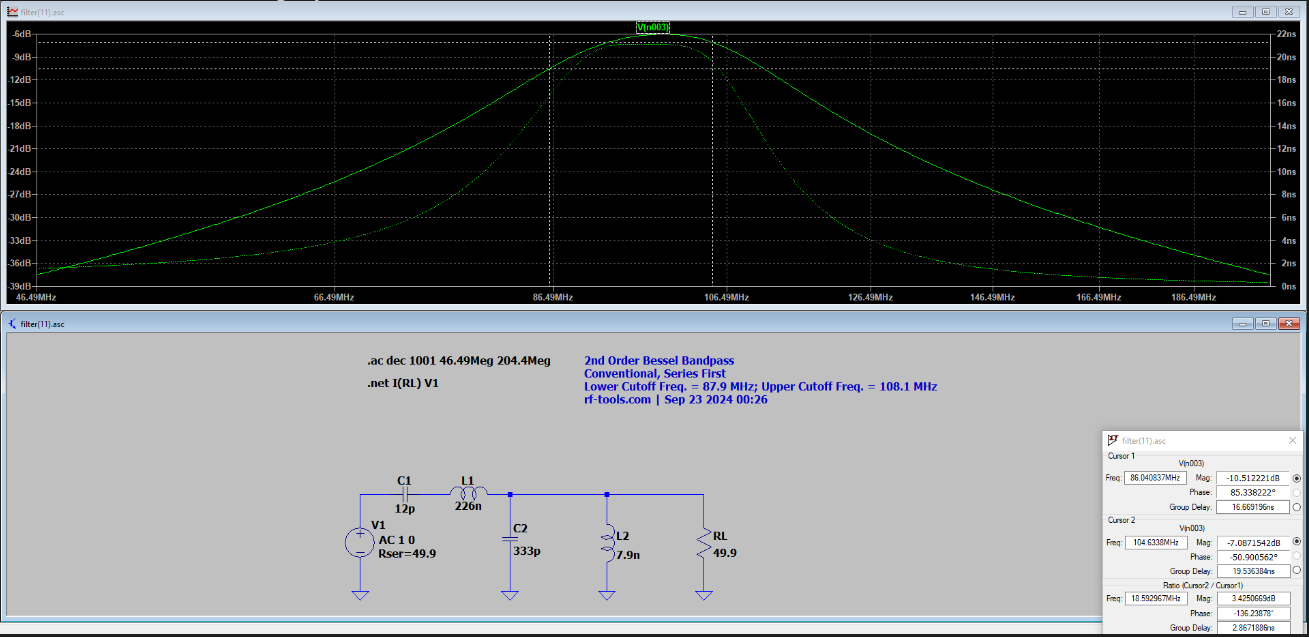 filter(11).asc
V(n003)
-6dB
-9dB
-12dB
-15dB
-18dB
-21dB
-24dB
-27dB
-30dB
-33dB
-36dB
-39dB
22ns
20ns
18ns
16ns
14ns
12ns
10ns
8ns
6ns
4ns
2ns
0ns
46.49MHz 66.49MHz 86.49MHz 106.49MHz 126.49MHz 146.49MHz 166.49MHz 186.49MHz
filter(11).asc
.ac dec 1001 46.49Meg 204.4Meg
.net I(RL) V1
2nd Order Bessel Bandpass
Conventional, Series First
Lower Cutoff Freq. = 87.9 MHz; Upper Cutoff Freq. = 108.1 MHz
rf-tools.com | Sep 23 2024 00:26
C1
12p
L1
226n
V1
AC 1 0
Rser=49.9
C2
333p
L2
7.9n
RL
49.9
filter(11).asc
Cursor 1
V(n003)
Freq: 86.040837MHz Mag: -10.512221dB
Phase: 85.338222°
Group Delay: 16.669196ns
Cursor 2
V(n003)
Freq: 104.6338MHz Mag: -7.0871542dB
Phase: -50.900562°
Group Delay: 19.536384ns
Ratio (Cursor2 / Cursor1)
Freq: 18.592967MHz Mag: 3.4250669dB
Phase: -136.23878°
Group Delay: 2.8671886ns